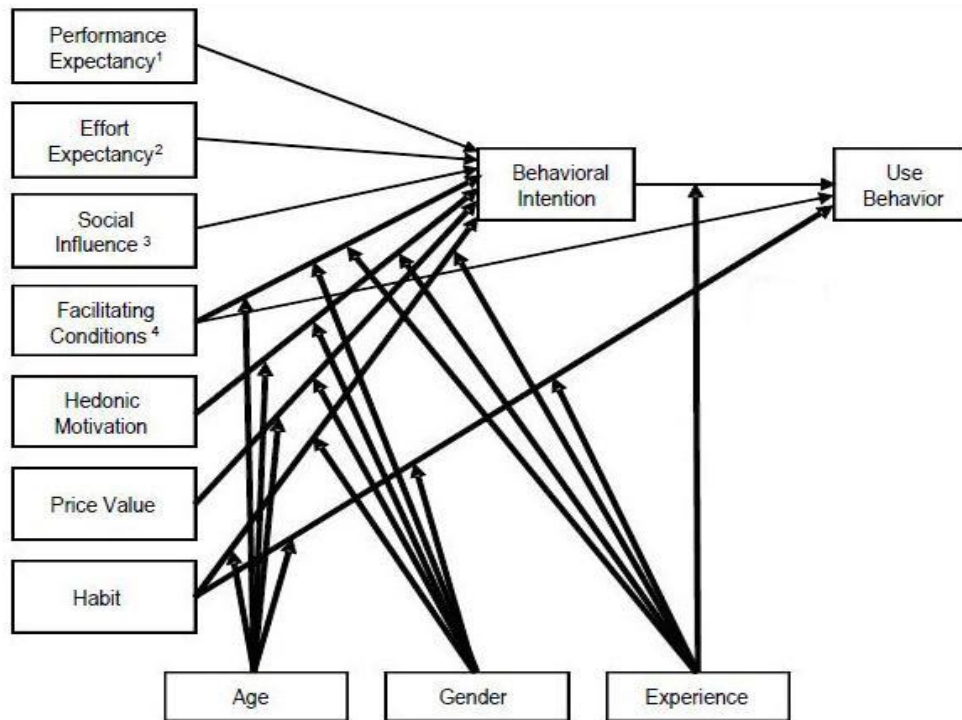 Performance
Expectancy¹
Effort
Expectancy²
Social
Influence ³
Facilitating
Conditions ⁴
Hedonic
Motivation
Price Value
Habit
Behavioral
Intention
Use
Behavior
Age
Gender
Experience